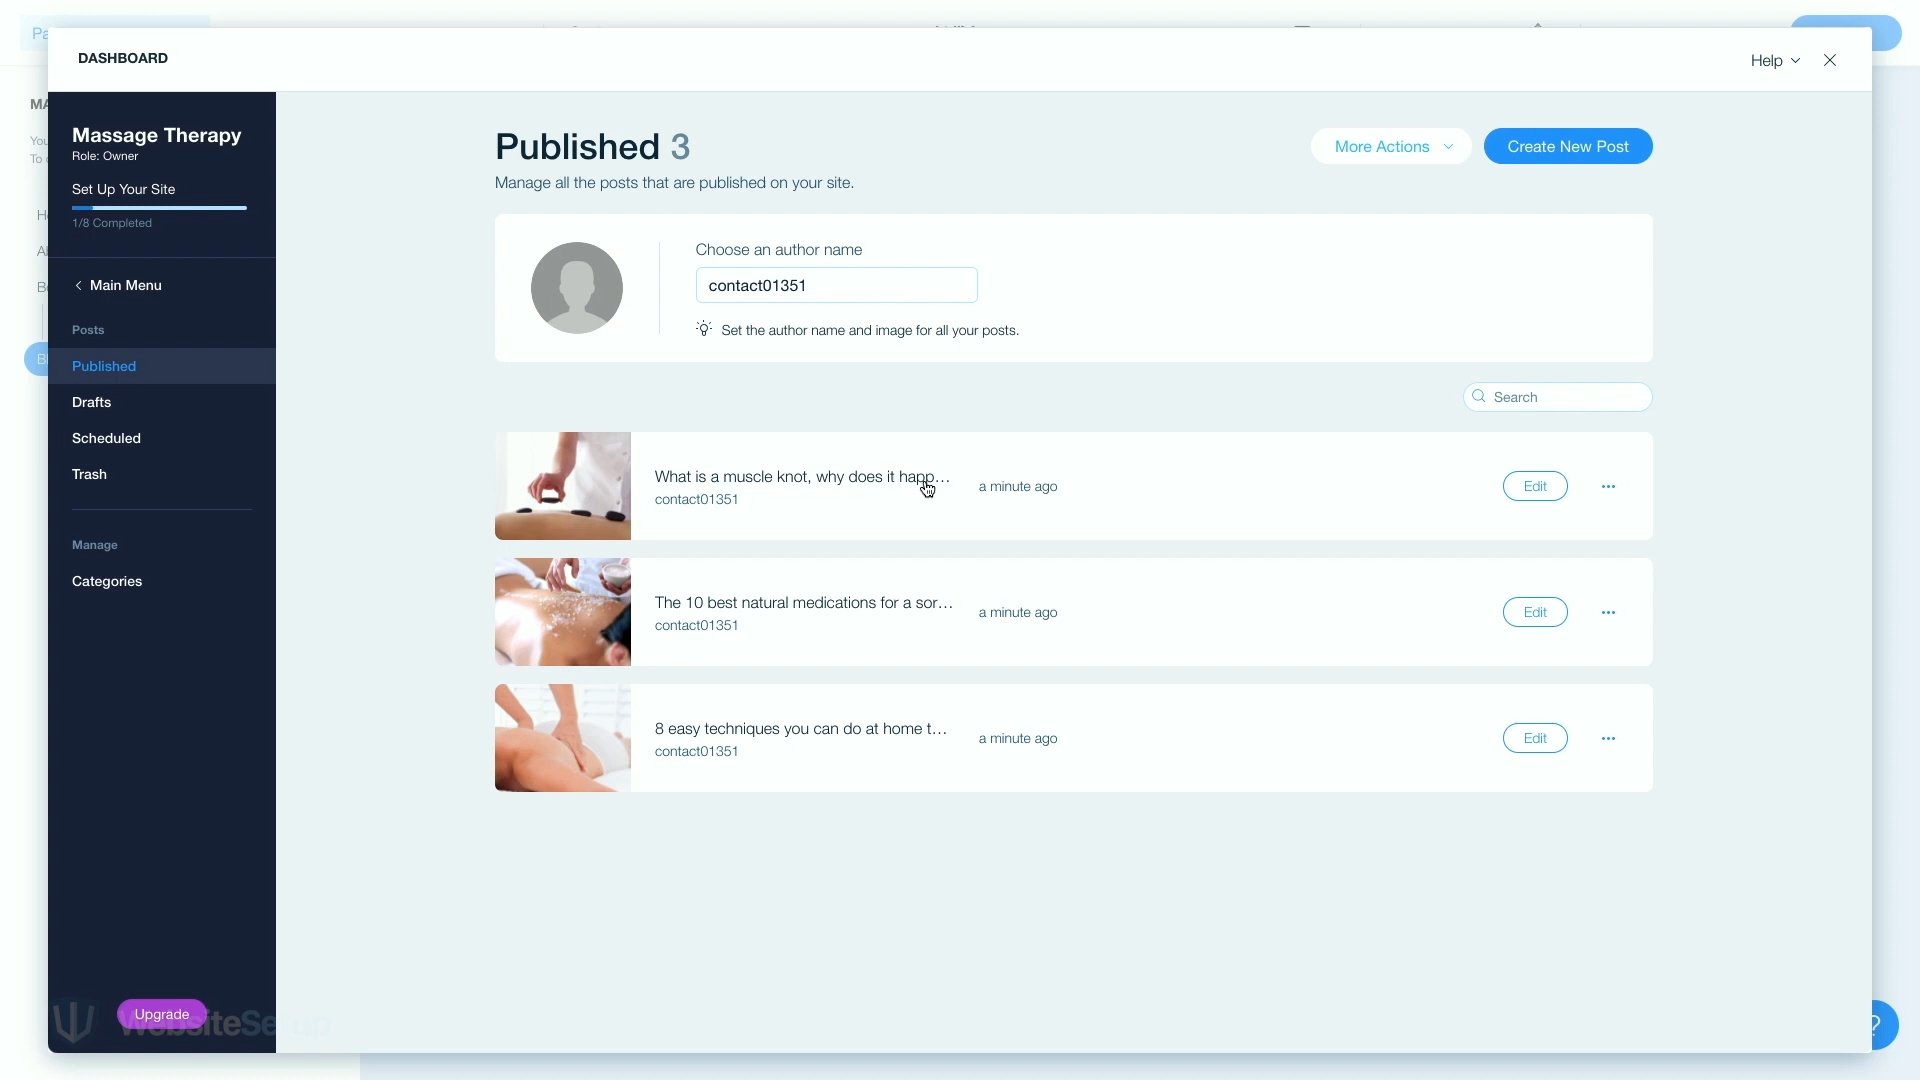 DASHBOARD
Help
Massage Therapy
Role: Owner
Set Up Your Site
1/8 Completed
Main Menu
Posts
Published
Drafts
Scheduled
Trash
Manage
Categories
Upgrade
Published 3
More Actions
Create New Post
Manage all the posts that are published on your site.
Choose an author name
contact01351
Set the author name and image for all your posts.
Search
What is a muscle knot, why does it happ...
contact01351
a minute ago
Edit
The 10 best natural medications for a sor...
contact01351
a minute ago
Edit
8 easy techniques you can do at home t...
contact01351
a minute ago
Edit
WebsiteSetup
?